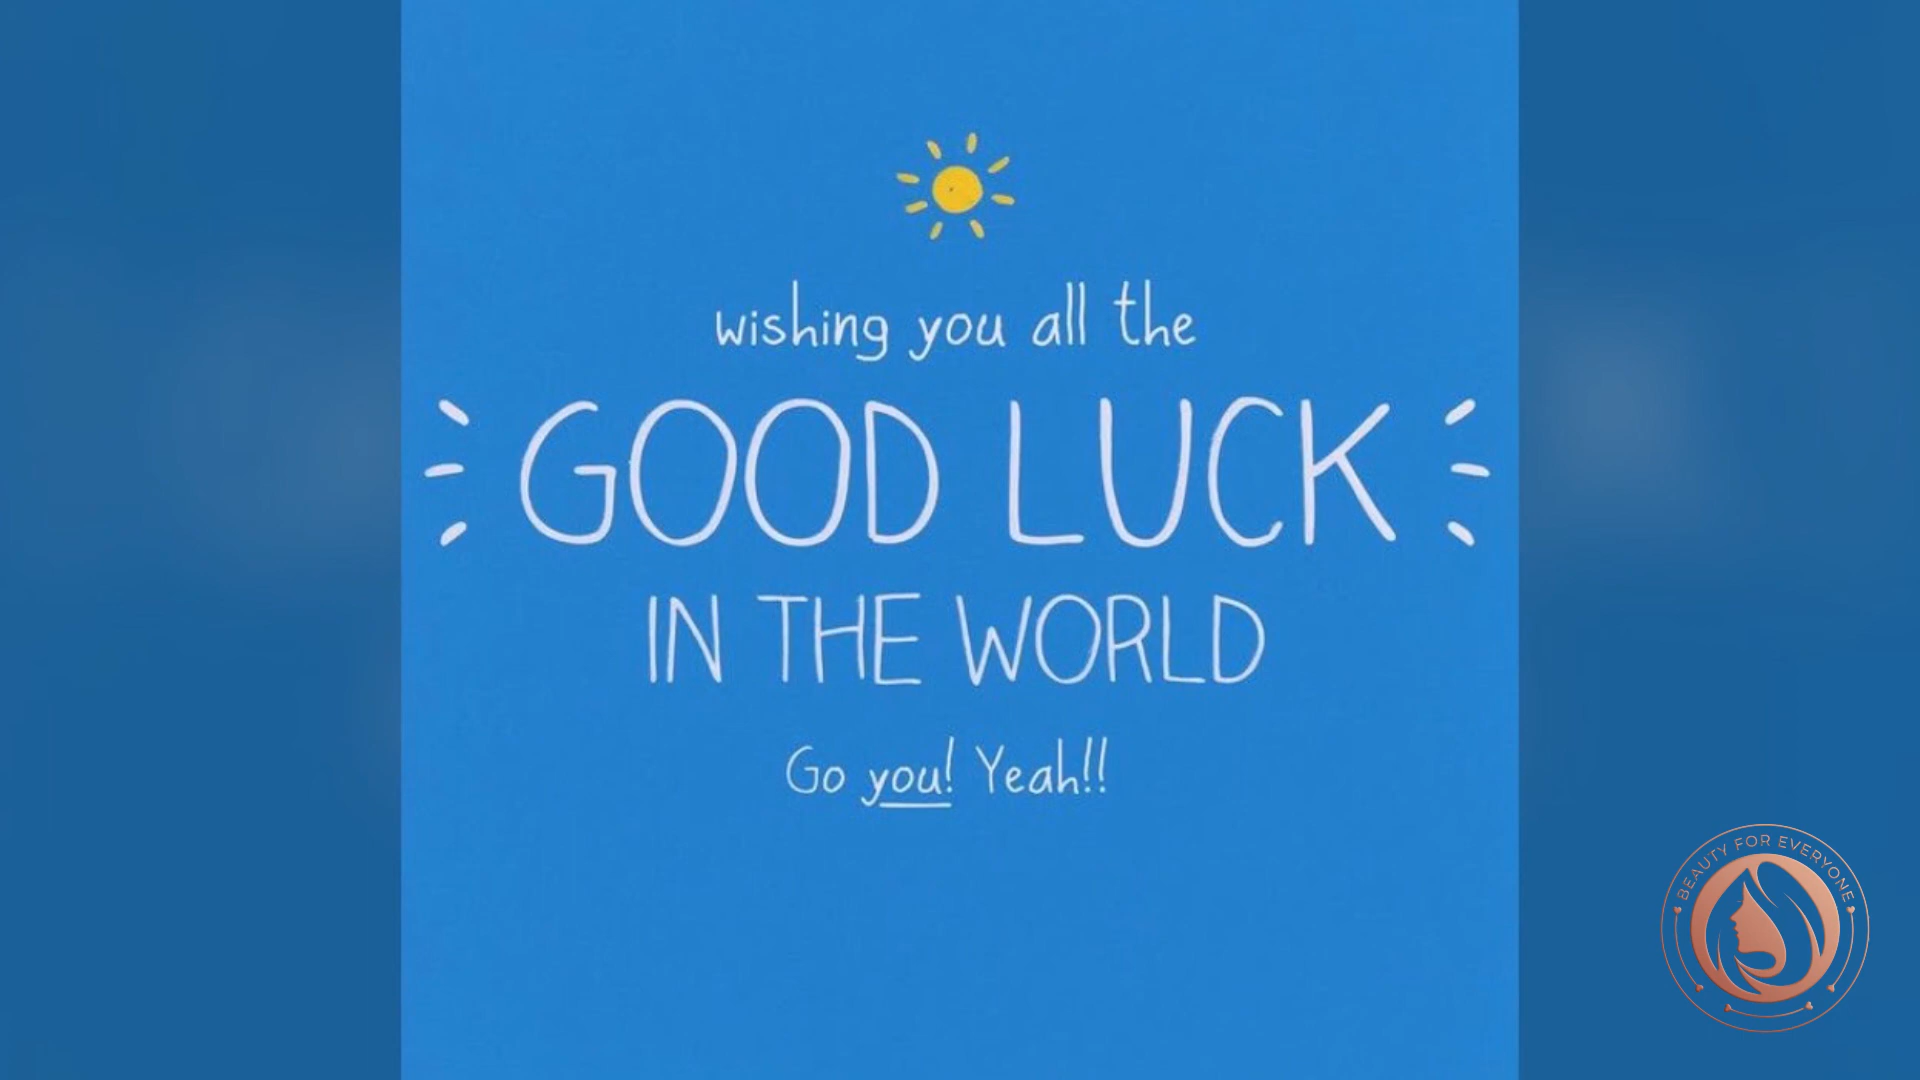 wishing you all the
GOOD LUCK
IN THE WORLD
Go you! Yeah!!
BEAUTY FOR EVERYONE